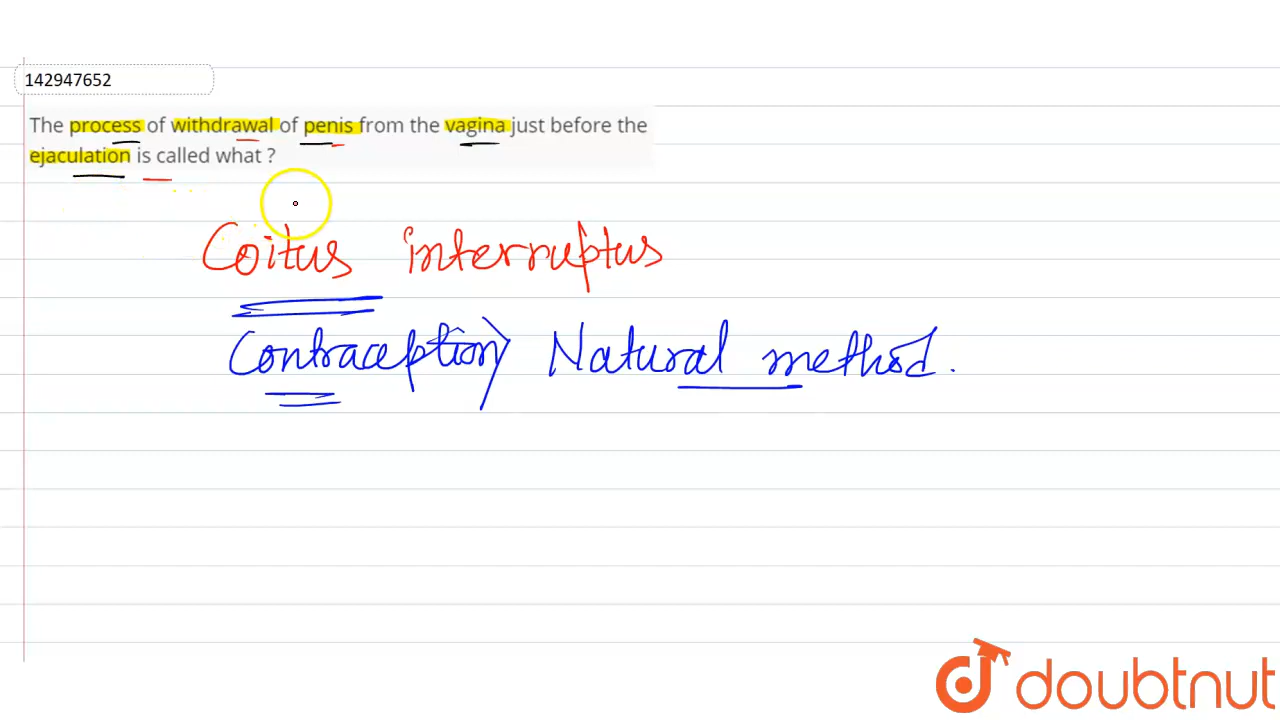 142947652
The process of withdrawal of penis from the vagina just before the
ejaculation is called what ?
Coitus interruptus
Contraception) Natural method.
doubtnut